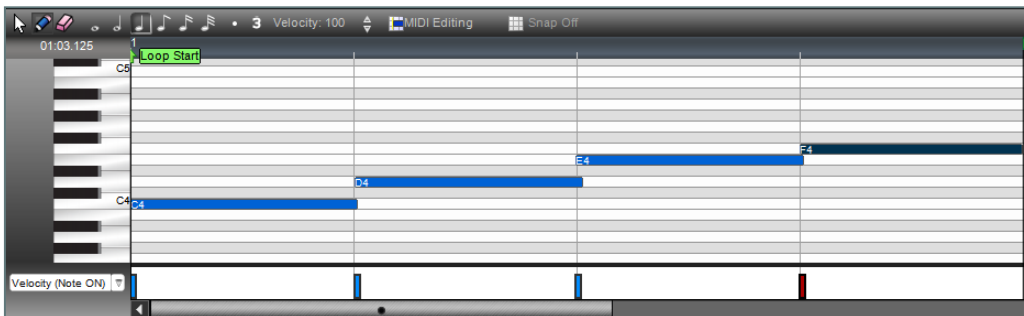 3 Velocity: 100 MIDI Editing Snap Off
01:03.125 1
Loop Start
C5
F4
E4
D4
C4 C4
Velocity (Note ON)